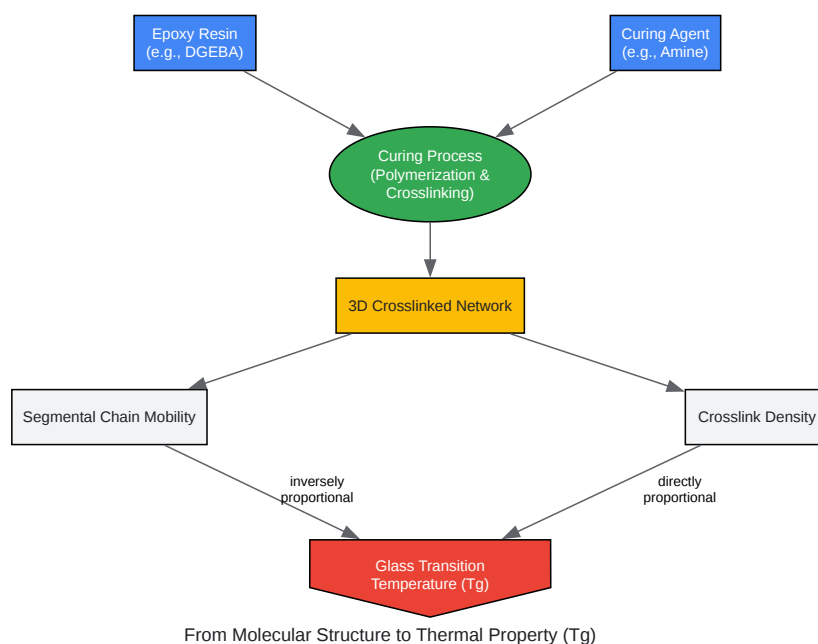 Epoxy Resin
(e.g., DGEBA)
Curing Agent
(e.g., Amine)
Curing Process
(Polymerization &
Crosslinking)
3D Crosslinked Network
Segmental Chain Mobility
Crosslink Density
inversely
proportional
directly
proportional
Glass Transition
Temperature (Tg)
From Molecular Structure to Thermal Property (Tg)